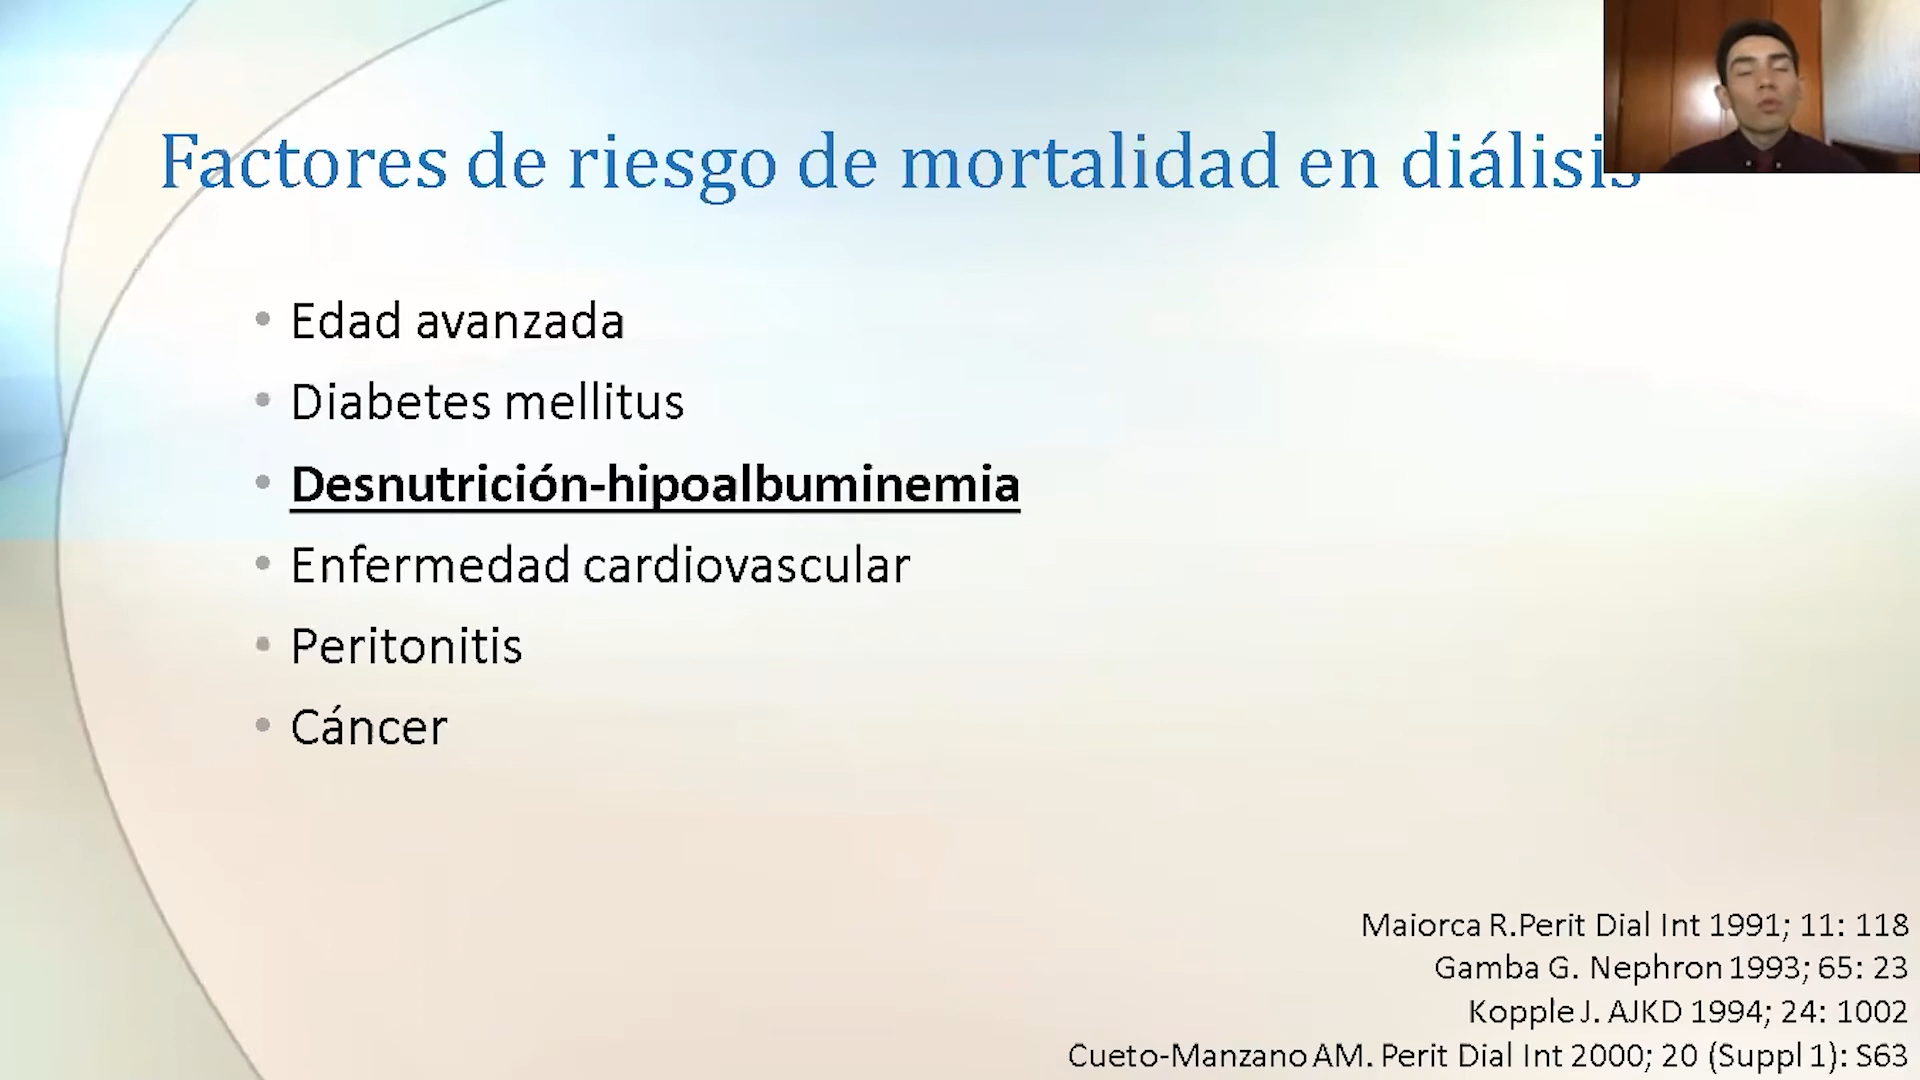 Factores de riesgo de mortalidad en diálisis
• Edad avanzada
• Diabetes mellitus
• Desnutrición-hipoalbuminemia
• Enfermedad cardiovascular
• Peritonitis
• Cáncer
Maiorca R.Perit Dial Int 1991; 11: 118
Gamba G. Nephron 1993; 65: 23
Kopple J. AJKD 1994; 24: 1002
Cueto-Manzano AM. Perit Dial Int 2000; 20 (Suppl 1): S63